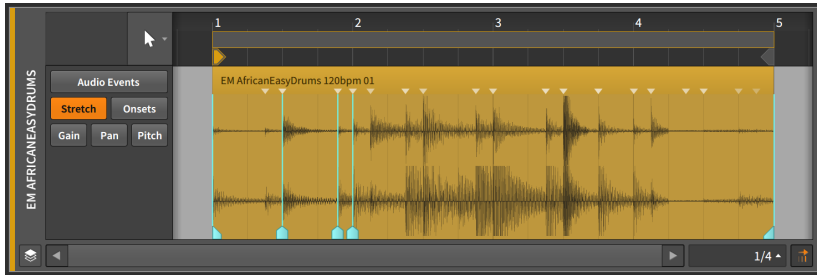 1 2 3 4 5
EM AFRICANEASYDRUMS
Audio Events
EM AfricanEasyDrums 120bpm 01
Stretch Onsets
Gain Pan Pitch
1/4